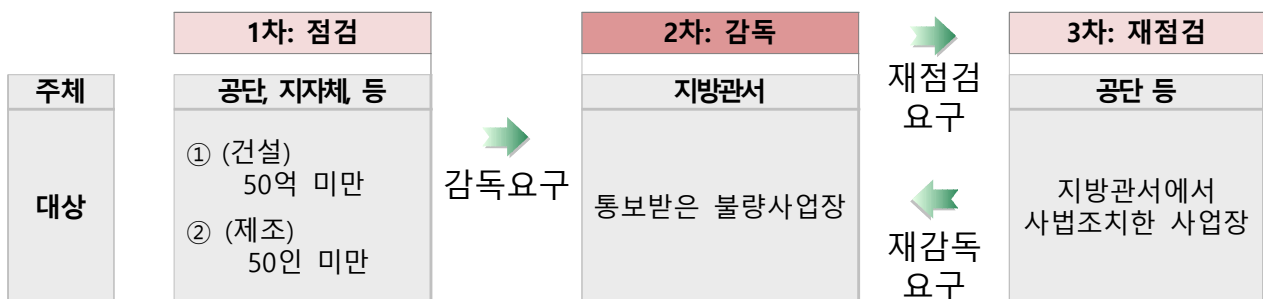 1차: 점검
2차: 감독
3차: 재점검
주체
공단, 지자체, 등
지방관서
공단 등
대상
① (건설)
50억 미만
② (제조)
50인 미만
감독요구
통보받은 불량사업장
재점검
요구
재감독
요구
지방관서에서
사법조치한 사업장